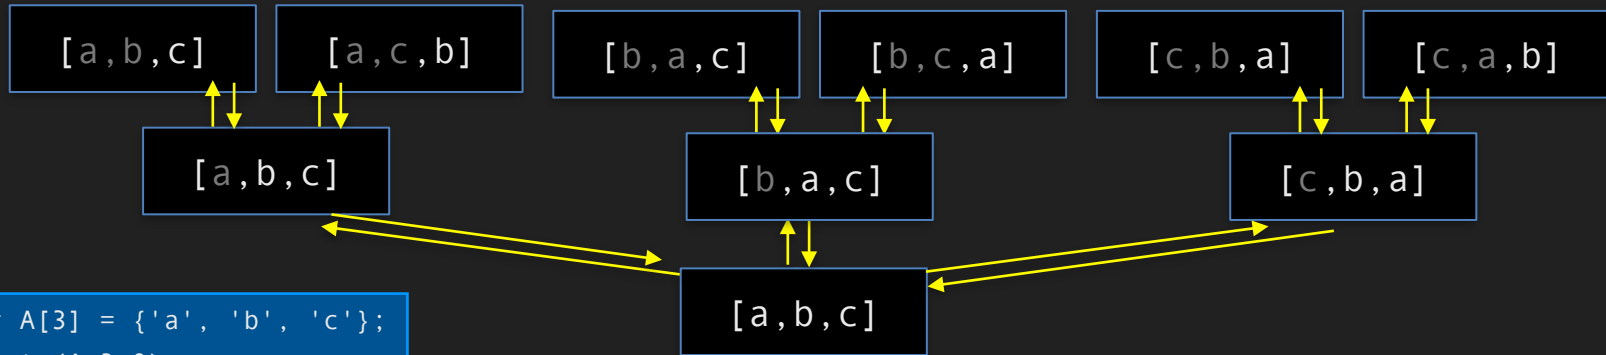 [a,b,c] [a,c,b] [b,a,c] [b,c,a] [c,b,a] [c,a,b]
[a,b,c] [b,a,c] [c,b,a]
[a,b,c]
A[3] = {'a', 'b', 'c'};